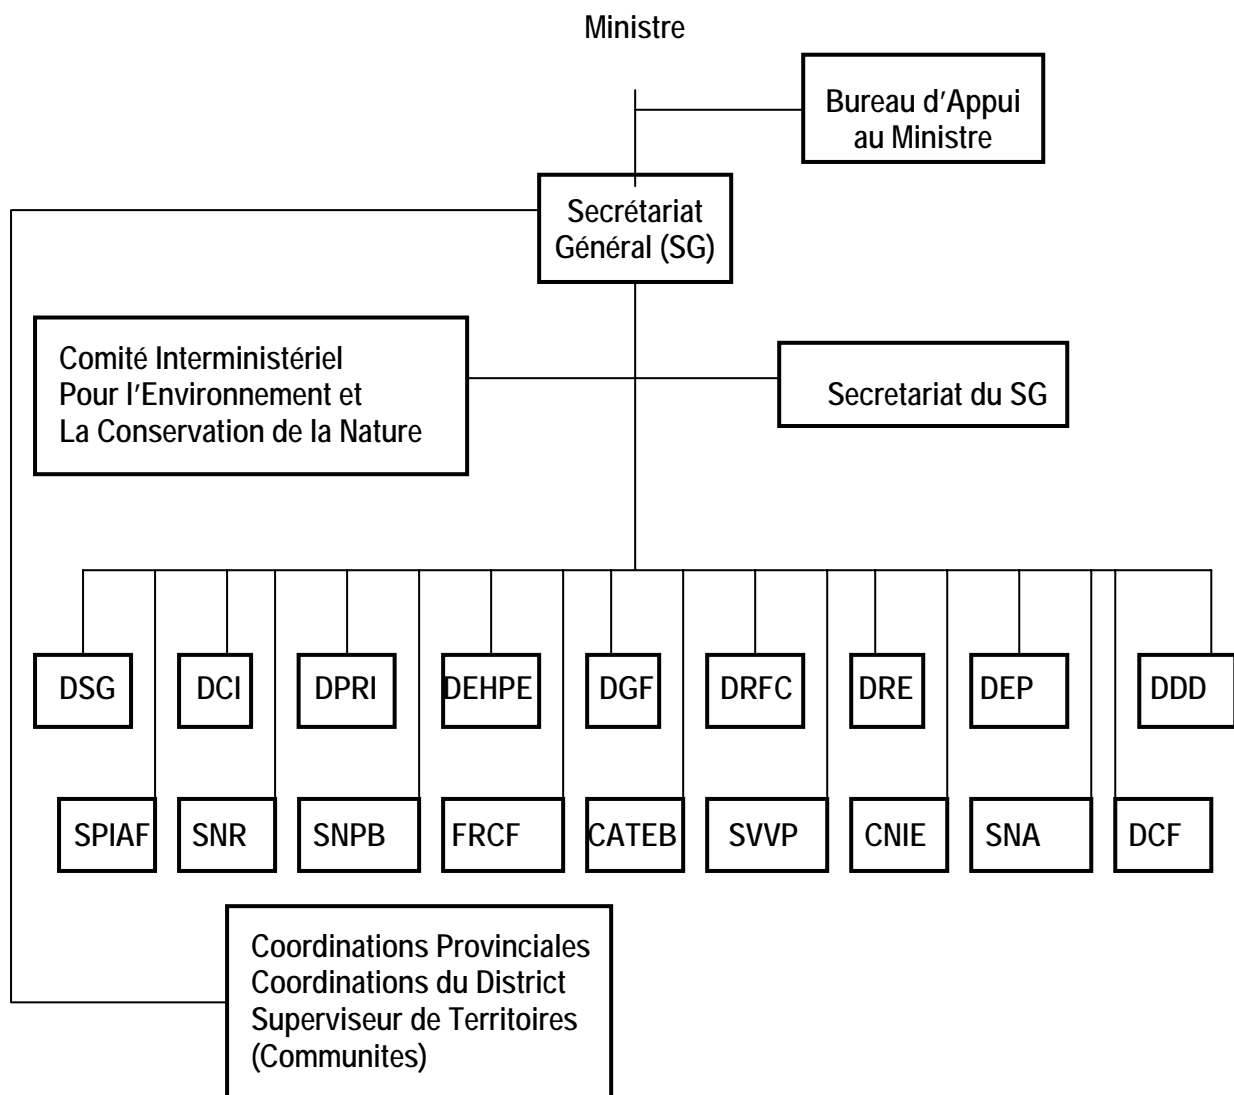 Ministre
Bureau d'Appui
au Ministre
Secrétariat
Général (SG)
Comité Interministériel
Pour l'Environnement et
La Conservation de la Nature
Secretariat du SG
DSG DCI DPRI DEHPE DGF DRFC DRE DEP DDD
SPIAF SNR SNPB FRCF CATEB SVVP CNIE SNA DCF
Coordinations Provinciales
Coordinations du District
Superviseur de Territoires
(Communites)